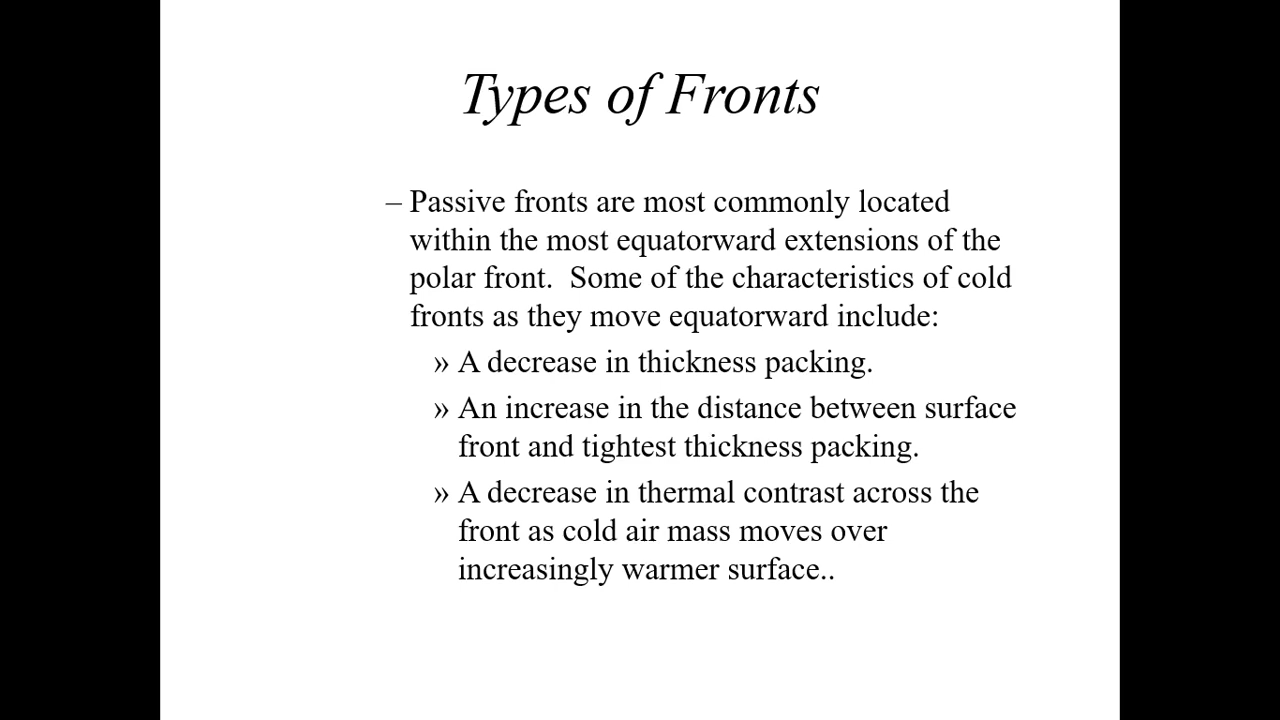 Types of Fronts
– Passive fronts are most commonly located
within the most equatorward extensions of the
polar front.  Some of the characteristics of cold
fronts as they move equatorward include:
» A decrease in thickness packing.
» An increase in the distance between surface
front and tightest thickness packing.
» A decrease in thermal contrast across the
front as cold air mass moves over
increasingly warmer surface..